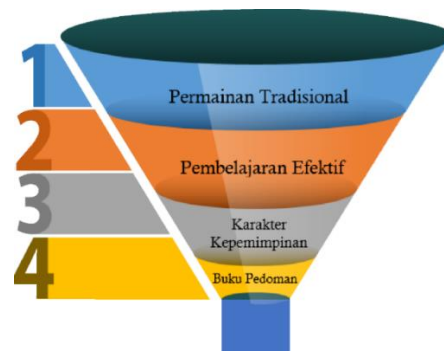 1
Permainan Tradisional
2
Pembelajaran Efektif
3
Karakter
Kepemimpinan
4
Buku Pedoman